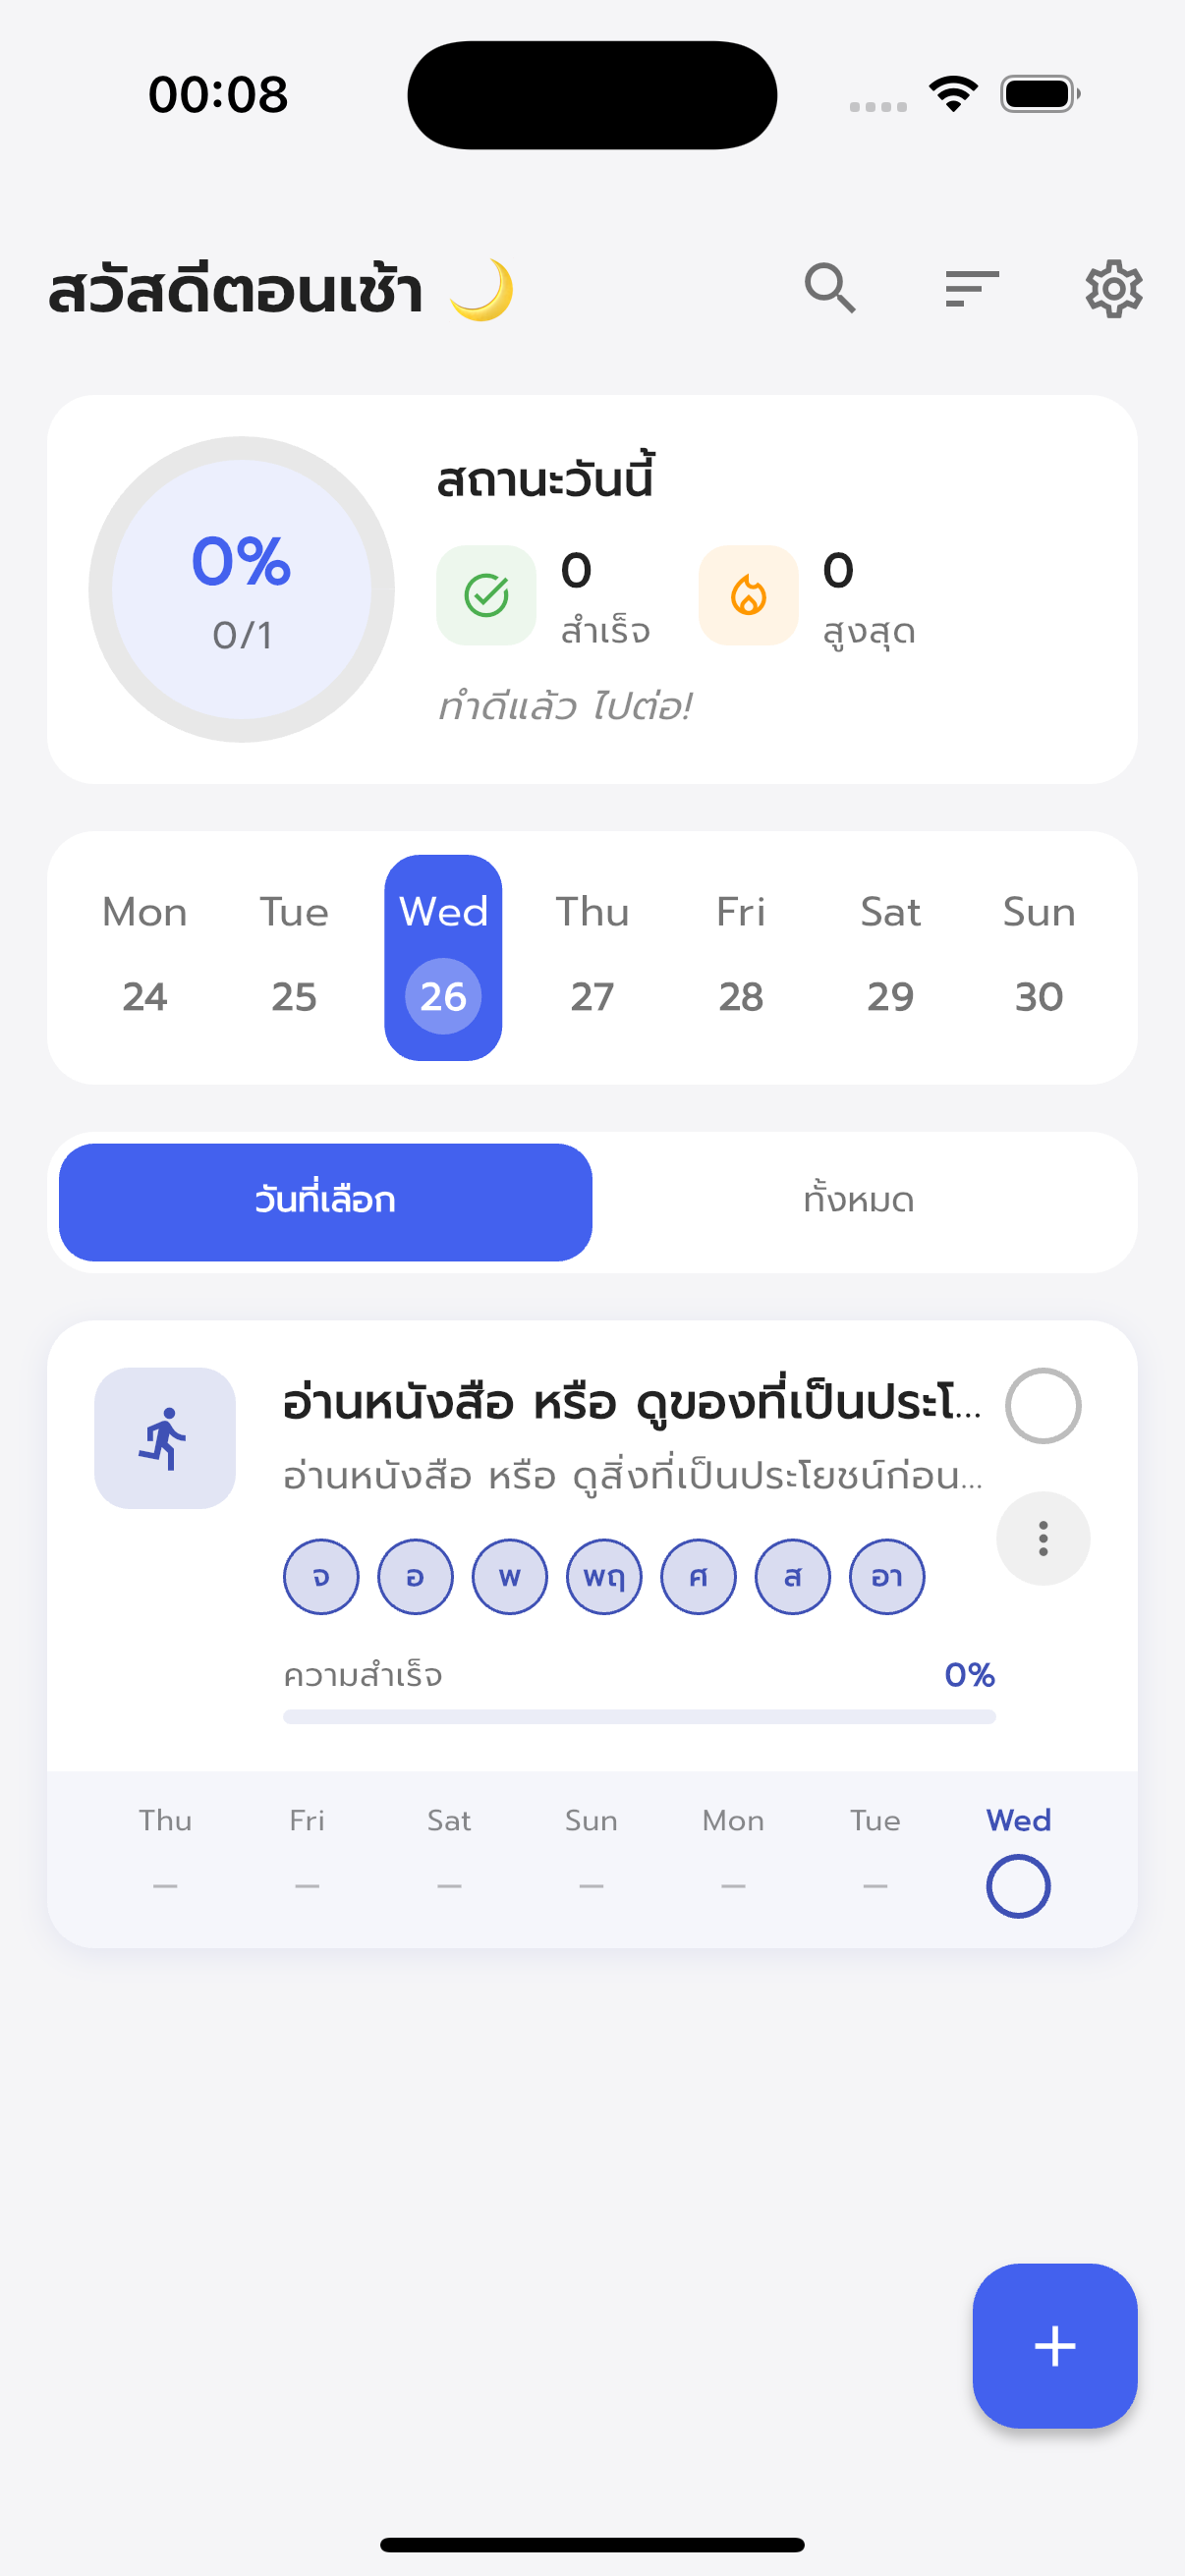 00:08
สวัสดีตอนเช้า 🌙
สถานะวันนี้
0%
0/1
0
สำเร็จ
0
สูงสุด
ทำดีแล้ว ไปต่อ!
Mon Tue Wed Thu Fri Sat Sun
24 25 26 27 28 29 30
วันที่เลือก ทั้งหมด
อ่านหนังสือ หรือ ดูของที่เป็นประโ...
อ่านหนังสือ หรือ ดูสิ่งที่เป็นประโยชน์ก่อน...
จ อ พ พฤ ศ ส อา
ความสำเร็จ 0%
Thu Fri Sat Sun Mon Tue Wed